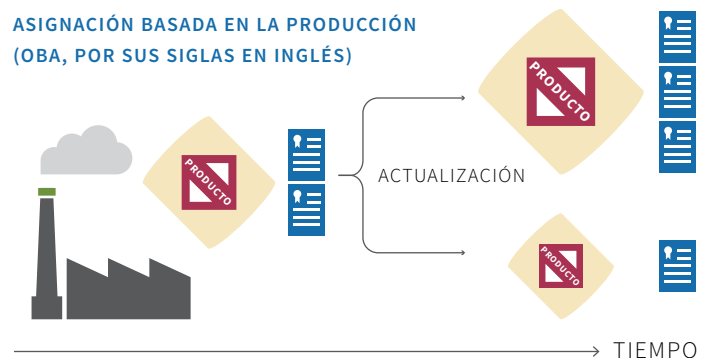 ASIGNACIÓN BASADA EN LA PRODUCCIÓN
(OBA, POR SUS SIGLAS EN INGLÉS)
PRODUCTO
PRODUCTO
ACTUALIZACIÓN
PRODUCTO
TIEMPO